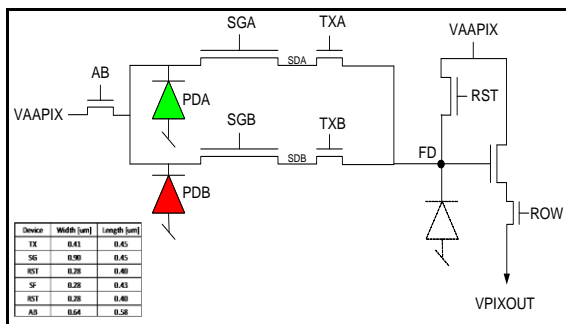 SGA
TXA
VAAPIX
AB
SDA
RST
PDA
VAAPIX
SGB
TXB
SDB
FD
PDB
ROW
VPIXOUT
Device Width [um] Length [um]
TX 0.41 0.45
SG 0.90 0.45
RST 0.28 0.40
SF 0.28 0.43
RST 0.28 0.40
AB 0.64 0.58